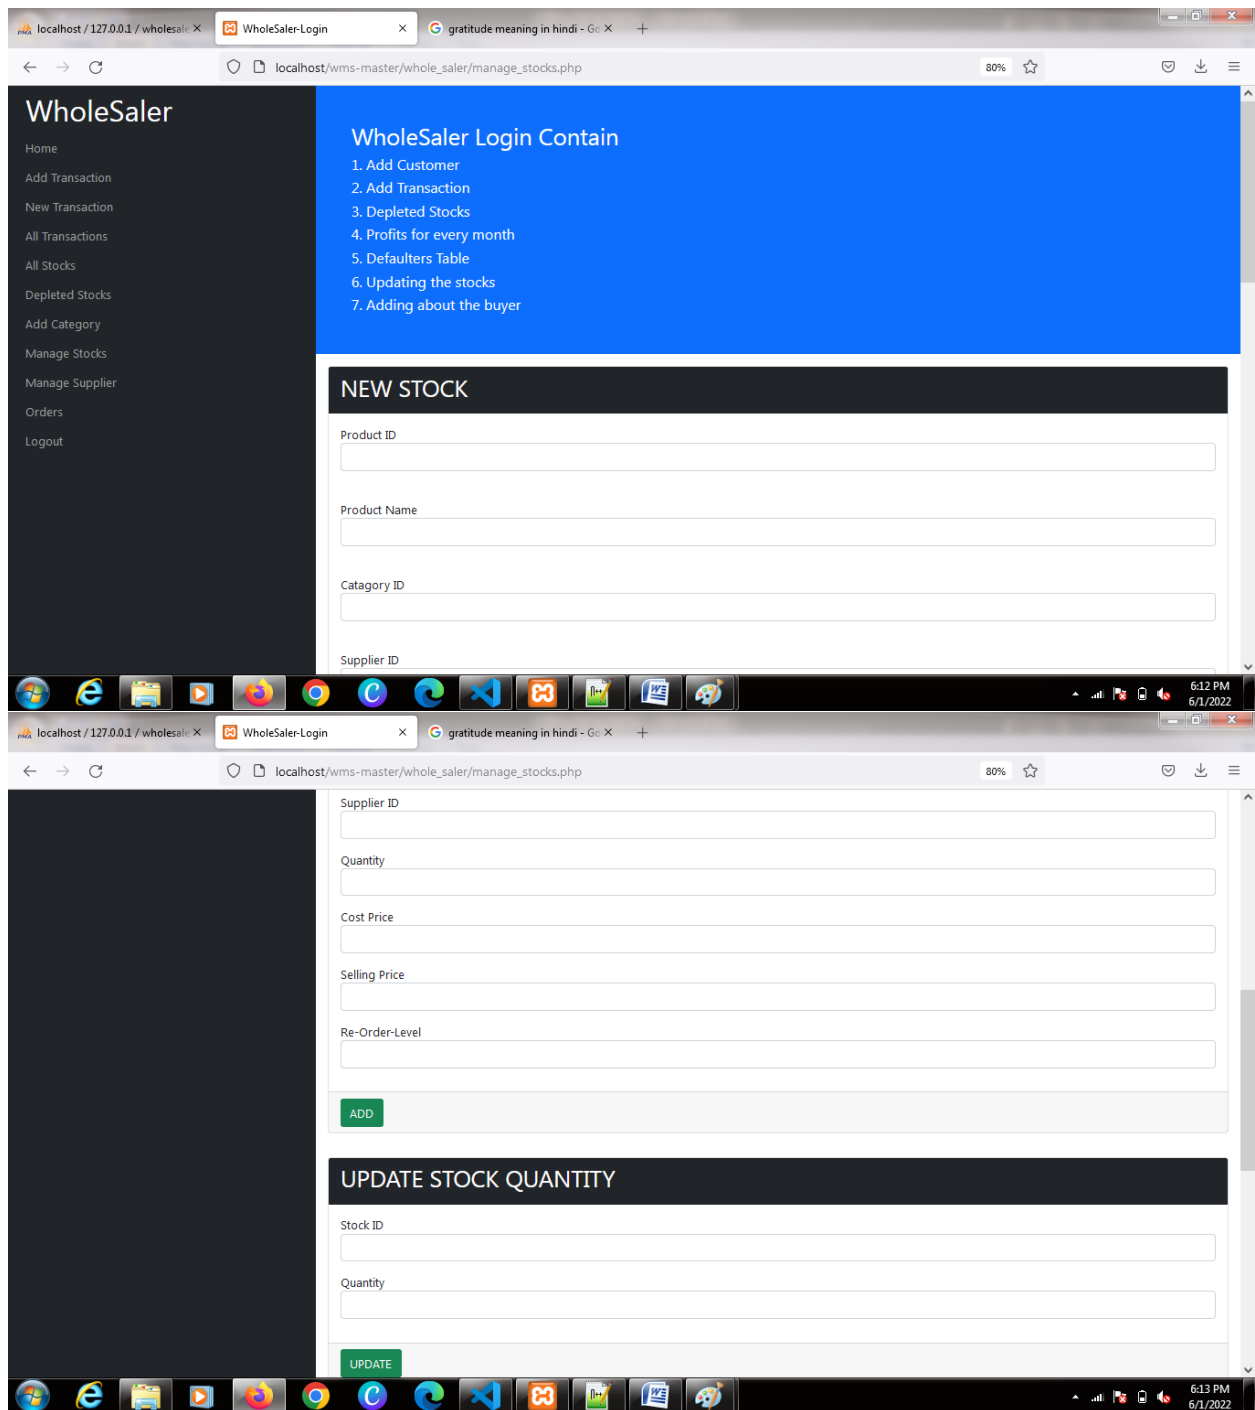 localhost / 127.0.0.1 / wholesale
WholeSaler-Login
gratitude meaning in hindi - Go
localhost/wms-master/whole_saler/manage_stocks.php
80%
WholeSaler
Home
Add Transaction
New Transaction
All Transactions
All Stocks
Depleted Stocks
Add Category
Manage Stocks
Manage Supplier
Orders
Logout
WholeSaler Login Contain
1. Add Customer
2. Add Transaction
3. Depleted Stocks
4. Profits for every month
5. Defaulters Table
6. Updating the stocks
7. Adding about the buyer
NEW STOCK
Product ID
Product Name
Catagory ID
Supplier ID
6:12 PM
6/1/2022
localhost / 127.0.0.1 / wholesale
WholeSaler-Login
gratitude meaning in hindi - Go
localhost/wms-master/whole_saler/manage_stocks.php
80%
Supplier ID
Quantity
Cost Price
Selling Price
Re-Order-Level
ADD
UPDATE STOCK QUANTITY
Stock ID
Quantity
UPDATE
6:13 PM
6/1/2022